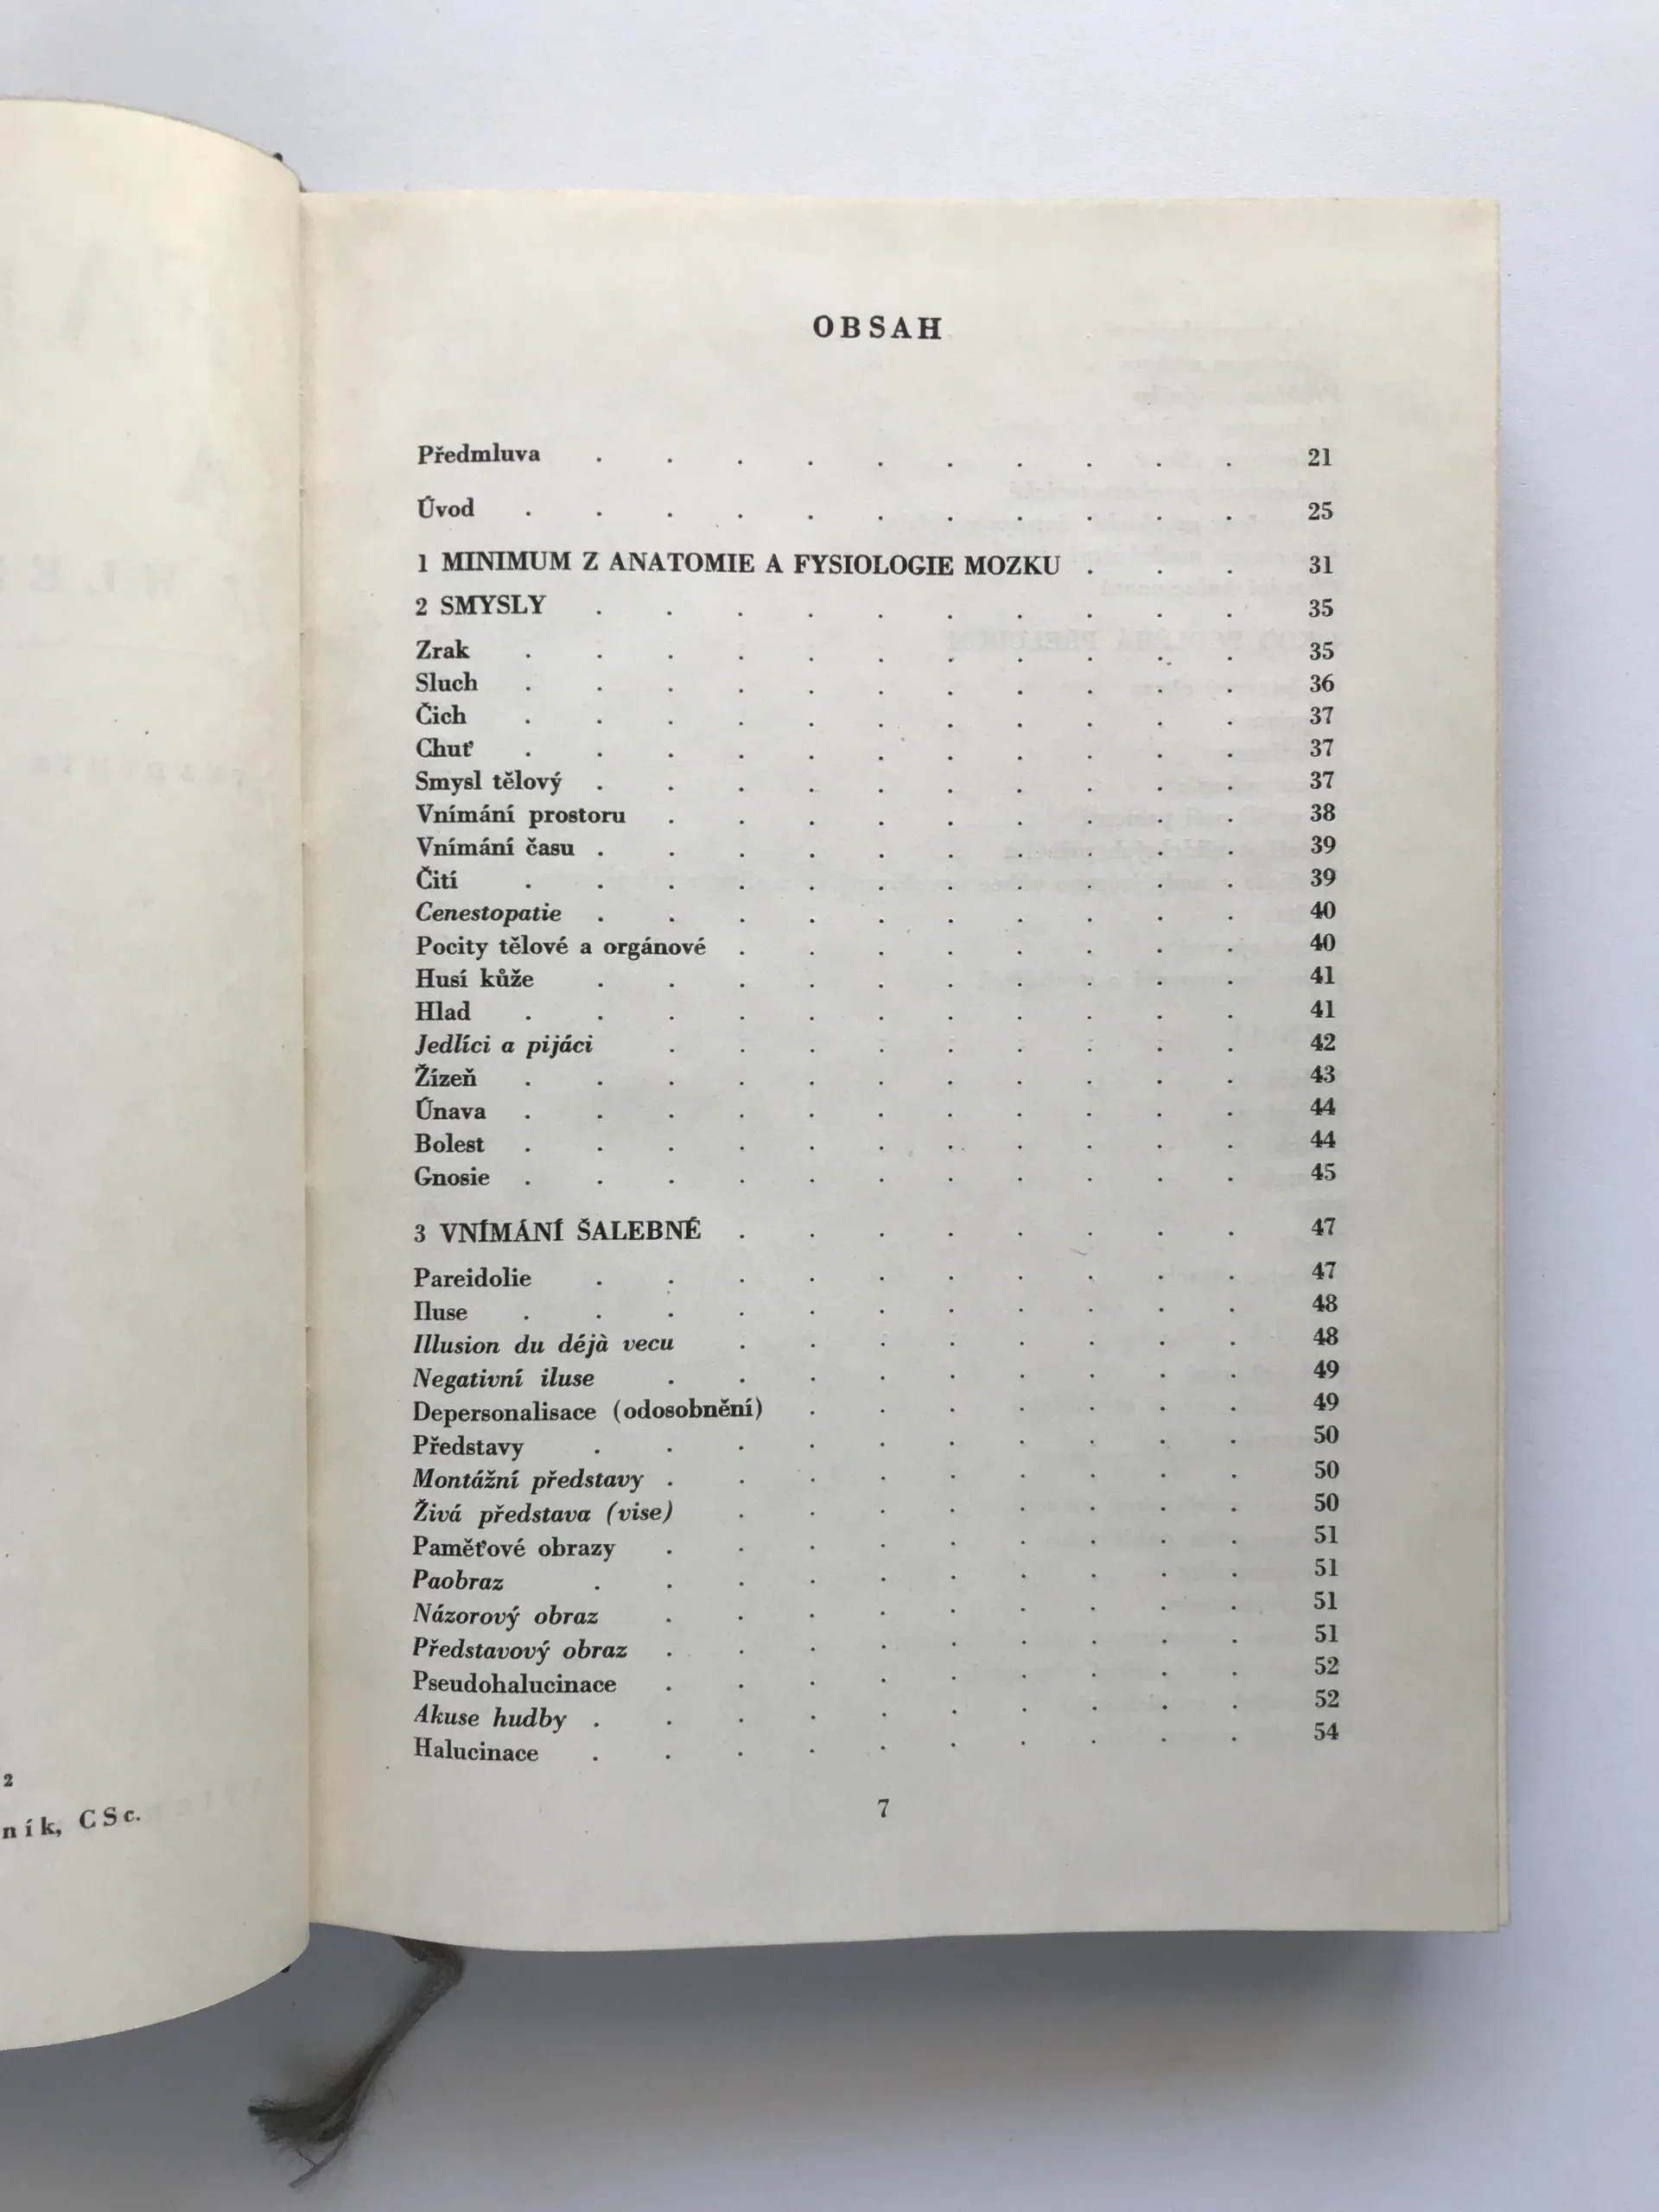 2
ník, CSc.
OBSAH
Předmluva . . . . . . . . . . 21
Úvod . . . . . . . . . . . 25
1 MINIMUM Z ANATOMIE A FYSIOLOGIE MOZKU . . . 31
2 SMYSLY . . . . . . . . . . 35
Zrak . . . . . . . . . . . 35
Sluch . . . . . . . . . . . 36
Čich . . . . . . . . . . . 37
Chuť . . . . . . . . . . . 37
Smysl tělový . . . . . . . . . . 37
Vnímání prostoru . . . . . . . . . 38
Vnímání času . . . . . . . . . . 39
Čití . . . . . . . . . . . 39
Cenestopatie . . . . . . . . . . 40
Pocity tělové a orgánové . . . . . . . . 40
Husí kůže . . . . . . . . . . 41
Hlad . . . . . . . . . . . 41
Jedlíci a pijáci . . . . . . . . . 42
Žízeň . . . . . . . . . . . 43
Únava . . . . . . . . . . . 44
Bolest . . . . . . . . . . . 44
Gnosie . . . . . . . . . . . 45
3 VNÍMÁNÍ ŠALEBNÉ . . . . . . . . 47
Pareidolie . . . . . . . . . . 47
Iluse . . . . . . . . . . . 48
Illusion du déjà vecu . . . . . . . . 48
Negativní iluse . . . . . . . . . 49
Depersonalisace (odosobnění) . . . . . . . 49
Představy . . . . . . . . . . 50
Montážní představy . . . . . . . . . 50
Živá představa (vise) . . . . . . . . 50
Paměťové obrazy . . . . . . . . . 51
Paobraz . . . . . . . . . . 51
Názorový obraz . . . . . . . . . 51
Představový obraz . . . . . . . . . 51
Pseudohalucinace . . . . . . . . . 52
Akuse hudby . . . . . . . . . . 52
Halucinace . . . . . . . . . . 54
7